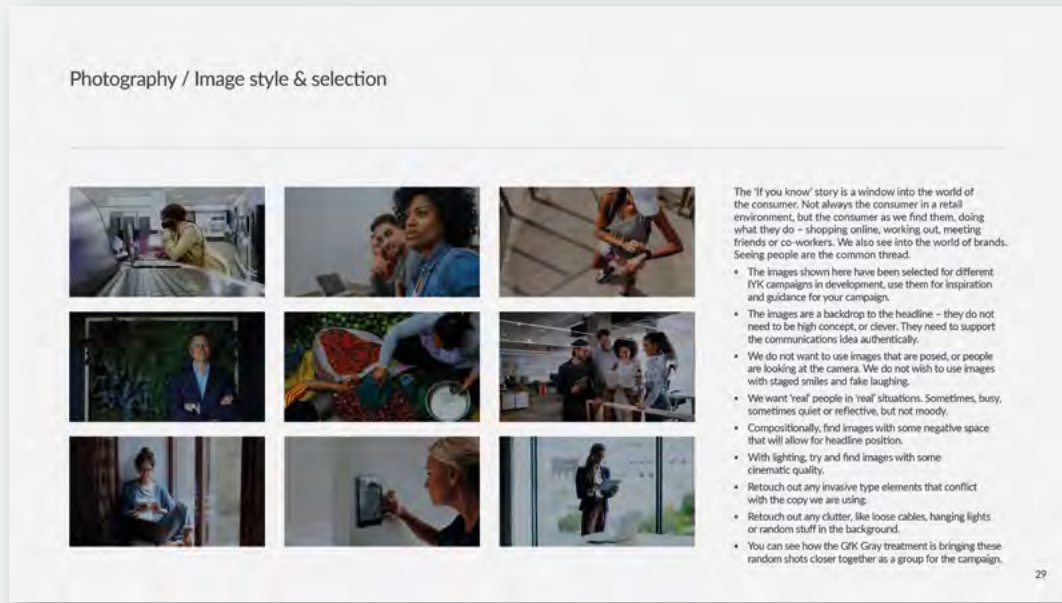 Photography / Image style & selection
The 'If you know' story is a window into the world of
the consumer. Not always the consumer in a retail
environment, but the consumer as we find them, doing
what they do – shopping online, working out, meeting
friends or co-workers. We also see into the world of brands.
Seeing people are the common thread.
• The images shown here have been selected for different
IYK campaigns in development, use them for inspiration
and guidance for your campaign.
• The images are a backdrop to the headline – they do not
need to be high concept, or clever. They need to support
the communications idea authentically.
• We do not want to use images that are posed, or people
are looking at the camera. We do not wish to use images
with staged smiles and fake laughing.
• We want 'real' people in 'real' situations. Sometimes, busy,
sometimes quiet or reflective, but not moody.
• Compositionally, find images with some negative space
that will allow for headline position.
• With lighting, try and find images with some
cinematic quality.
• Retouch out any invasive type elements that conflict
with the copy we are using.
• Retouch out any clutter, like loose cables, hanging lights
or random stuff in the background.
• You can see how the GfK Gray treatment is bringing these
random shots closer together as a group for the campaign.
29